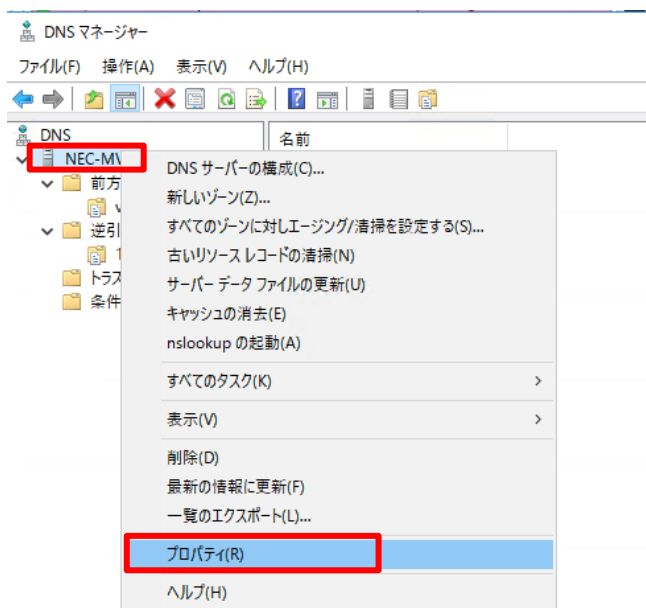 DNS マネージャー
ファイル(F) 操作(A) 表示(V) ヘルプ(H)
DNS
名前
NEC-MV
前方
逆引
トラス
条件
DNS サーバーの構成(C)...
新しいゾーン(Z)...
すべてのゾーンに対しエージング/清掃を設定する(S)...
古いリソース レコードの清掃(N)
サーバー データ ファイルの更新(U)
キャッシュの消去(E)
nslookup の起動(A)
すべてのタスク(K)
表示(V)
削除(D)
最新の情報に更新(F)
一覧のエクスポート(L)...
プロパティ(R)
ヘルプ(H)